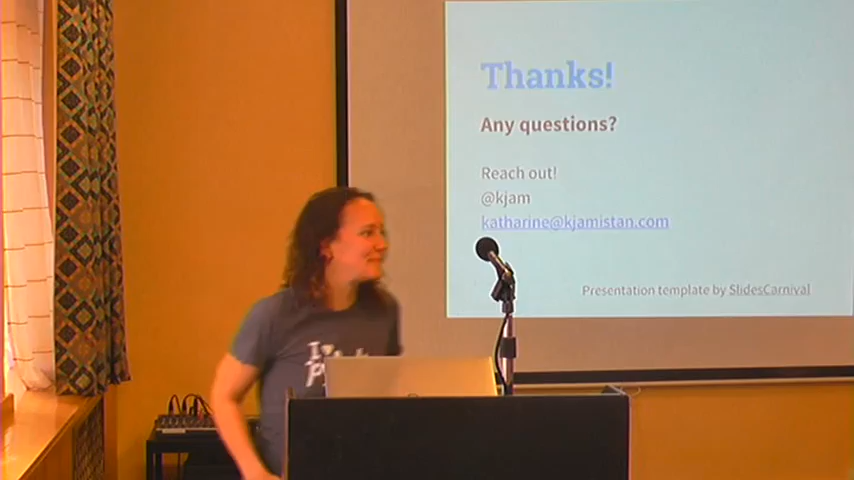 Thanks!
Any questions?
Reach out!
@kjam
katharine@kjamistan.com
Presentation template by SlidesCarnival
I